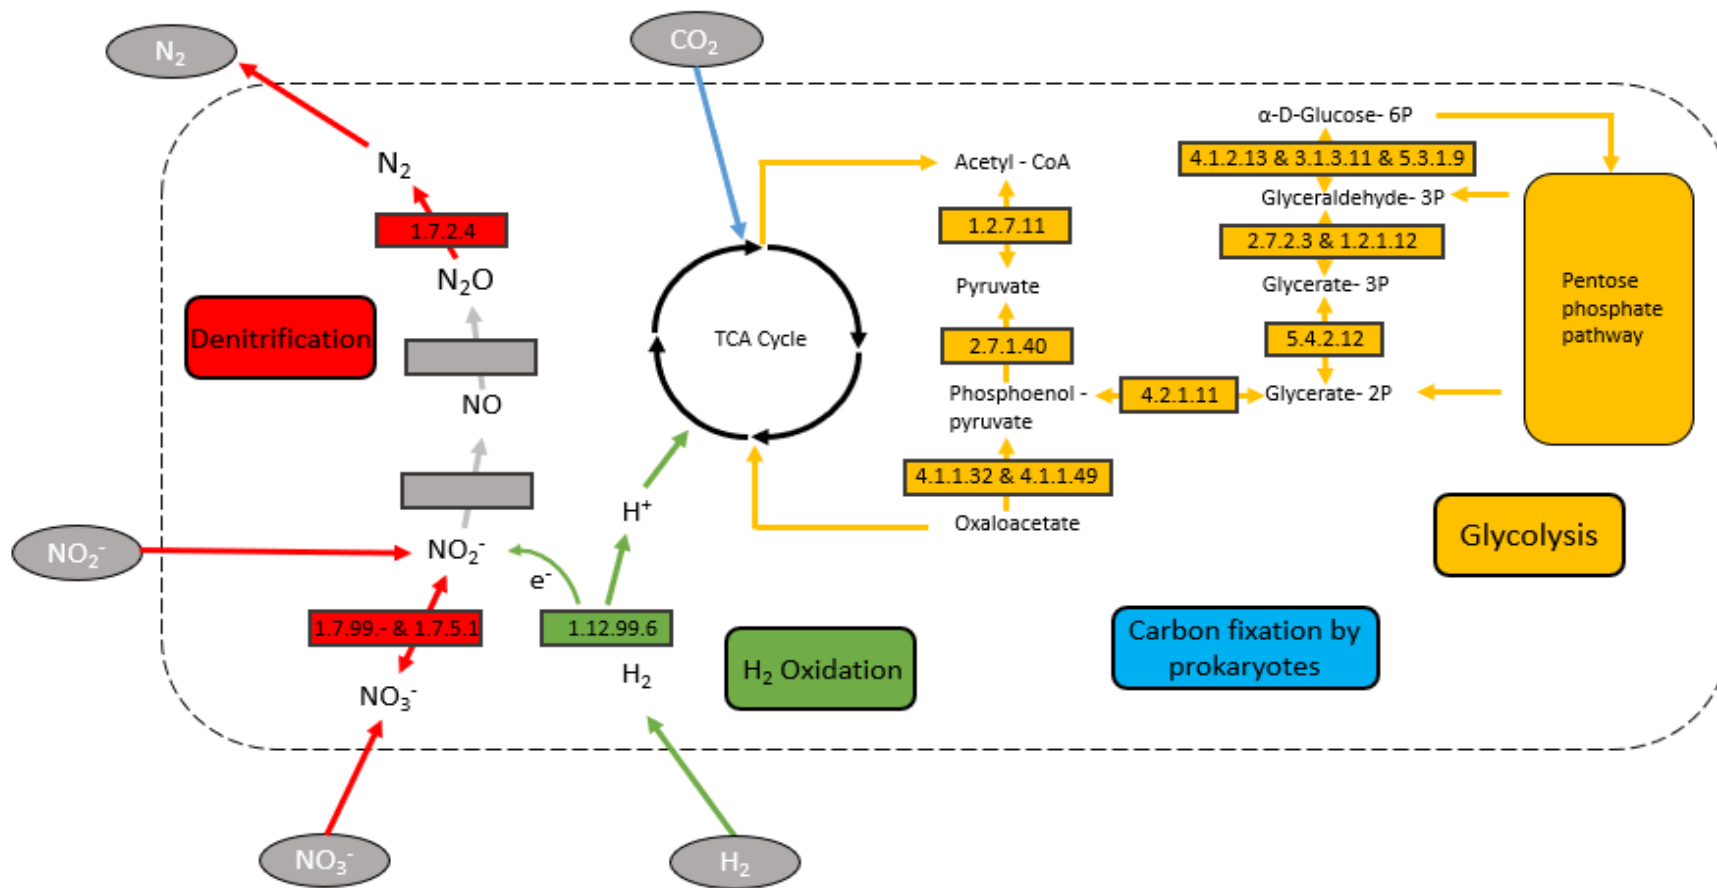 N₂
CO₂
α-D-Glucose- 6P
N₂
Acetyl - CoA
4.1.2.13 & 3.1.3.11 & 5.3.1.9
Glyceraldehyde- 3P
1.7.2.4
1.2.7.11
2.7.2.3 & 1.2.1.12
N₂O
Pyruvate
Glycerate- 3P
Pentose
phosphate
pathway
Denitrification
TCA Cycle
2.7.1.40
5.4.2.12
NO
Phosphoenol -
pyruvate
4.2.1.11
Glycerate- 2P
4.1.1.32 & 4.1.1.49
H⁺
Oxaloacetate
Glycolysis
NO₂⁻
NO₂⁻
e⁻
1.7.99.- & 1.7.5.1
1.12.99.6
Carbon fixation by
prokaryotes
H₂
H₂ Oxidation
NO₃⁻
NO₃⁻
H₂